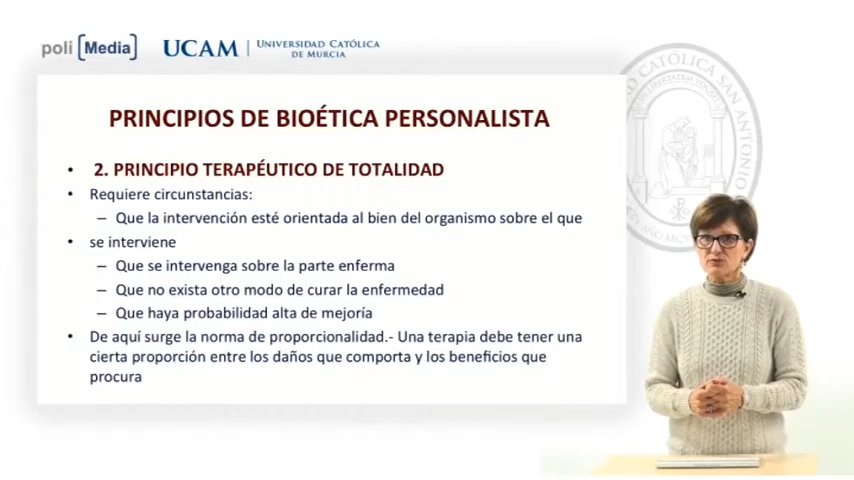 poli [Media]
UCAM
UNIVERSIDAD CATÓLICA
DE MURCIA
PRINCIPIOS DE BIOÉTICA PERSONALISTA
• 2. PRINCIPIO TERAPÉUTICO DE TOTALIDAD
• Requiere circunstancias:
– Que la intervención esté orientada al bien del organismo sobre el que
• se interviene
– Que se intervenga sobre la parte enferma
– Que no exista otro modo de curar la enfermedad
– Que haya probabilidad alta de mejoría
• De aquí surge la norma de proporcionalidad.- Una terapia debe tener una
cierta proporción entre los daños que comporta y los beneficios que
procura
CATÓLICA SAN ANTONIO